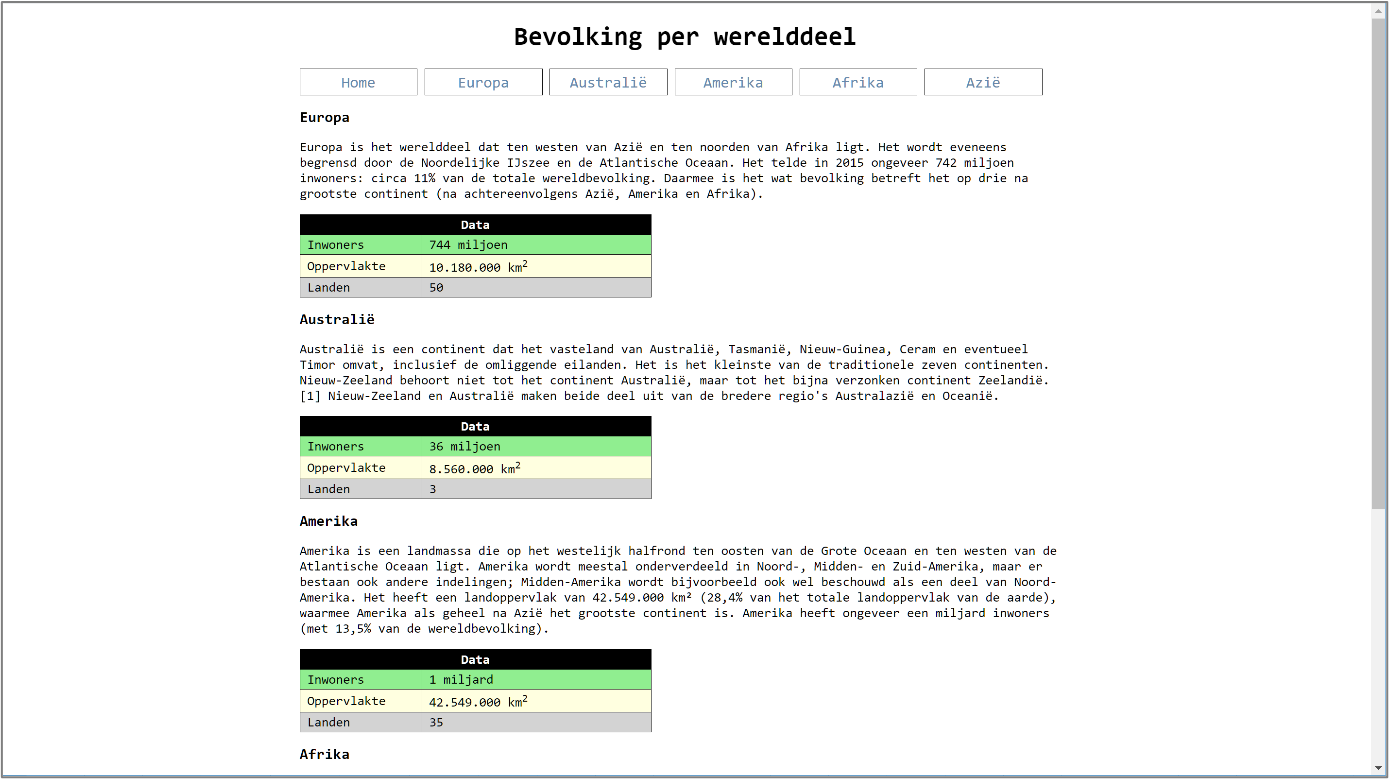 Bevolking per werelddeel
Home Europa Australië Amerika Afrika Azië
Europa
Europa is het werelddeel dat ten westen van Azië en ten noorden van Afrika ligt. Het wordt eveneens
begrensd door de Noordelijke IJszee en de Atlantische Oceaan. Het telde in 2015 ongeveer 742 miljoen
inwoners: circa 11% van de totale wereldbevolking. Daarmee is het wat bevolking betreft het op drie na
grootste continent (na achtereenvolgens Azië, Amerika en Afrika).
Data
Inwoners 744 miljoen
Oppervlakte 10.180.000 km²
Landen 50
Australië
Australië is een continent dat het vasteland van Australië, Tasmanië, Nieuw-Guinea, Ceram en eventueel
Timor omvat, inclusief de omliggende eilanden. Het is het kleinste van de traditionele zeven continenten.
Nieuw-Zeeland behoort niet tot het continent Australië, maar tot het bijna verzonken continent Zeelandië.
[1] Nieuw-Zeeland en Australië maken beide deel uit van de bredere regio's Australazië en Oceanië.
Data
Inwoners 36 miljoen
Oppervlakte 8.560.000 km²
Landen 3
Amerika
Amerika is een landmassa die op het westelijk halfrond ten oosten van de Grote Oceaan en ten westen van de
Atlantische Oceaan ligt. Amerika wordt meestal onderverdeeld in Noord-, Midden- en Zuid-Amerika, maar er
bestaan ook andere indelingen; Midden-Amerika wordt bijvoorbeeld ook wel beschouwd als een deel van Noord-
Amerika. Het heeft een landoppervlak van 42.549.000 km² (28,4% van het totale landoppervlak van de aarde),
waarmee Amerika als geheel na Azië het grootste continent is. Amerika heeft ongeveer een miljard inwoners
(met 13,5% van de wereldbevolking).
Data
Inwoners 1 miljard
Oppervlakte 42.549.000 km²
Landen 35
Afrika